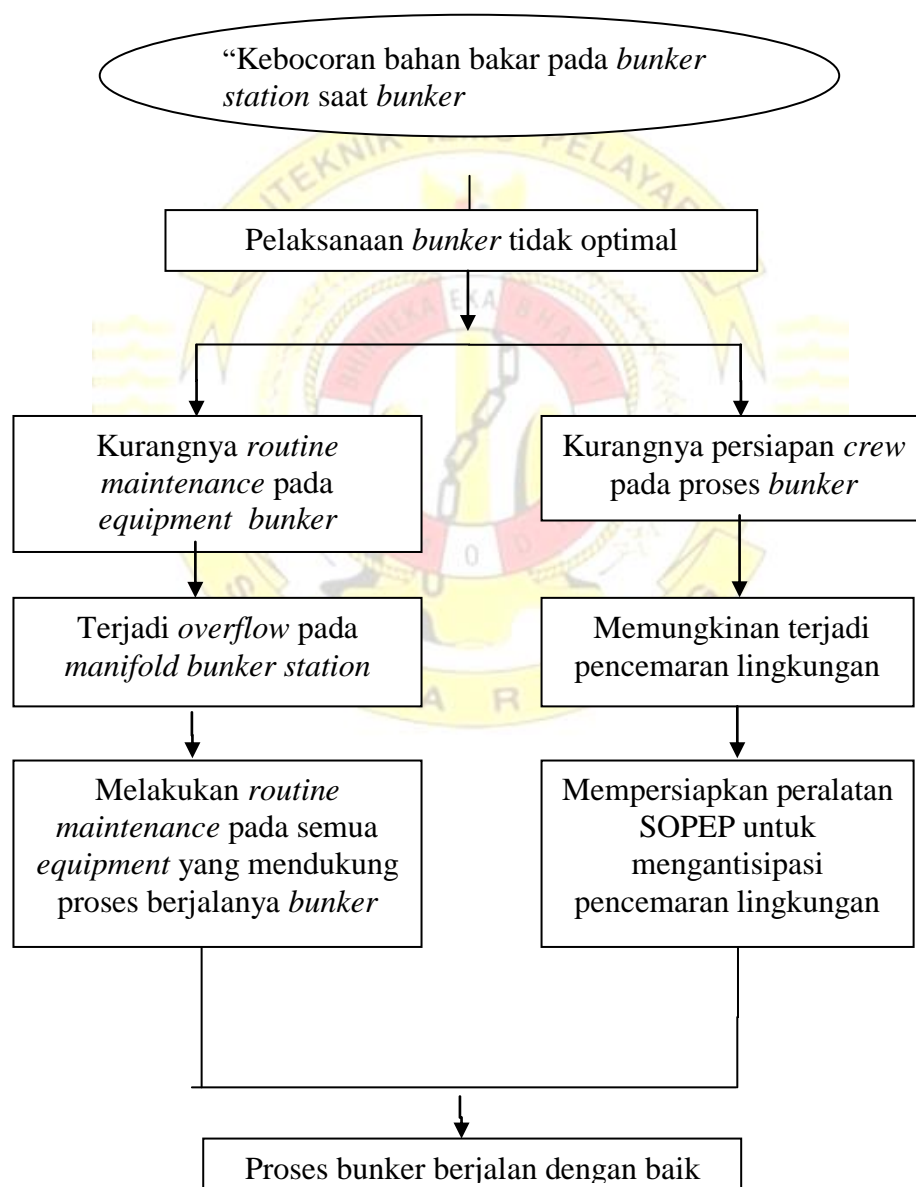 “Kebocoran bahan bakar pada bunker
station saat bunker
Pelaksanaan bunker tidak optimal
Kurangnya routine
maintenance pada
equipment bunker
Kurangnya persiapan crew
pada proses bunker
Terjadi overflow pada
manifold bunker station
Memungkinan terjadi
pencemaran lingkungan
Melakukan routine
maintenance pada semua
equipment yang mendukung
proses berjalanya bunker
Mempersiapkan peralatan
SOPEP untuk
mengantisipasi
pencemaran lingkungan
Proses bunker berjalan dengan baik
BHINNEKA EKA BHAKTI